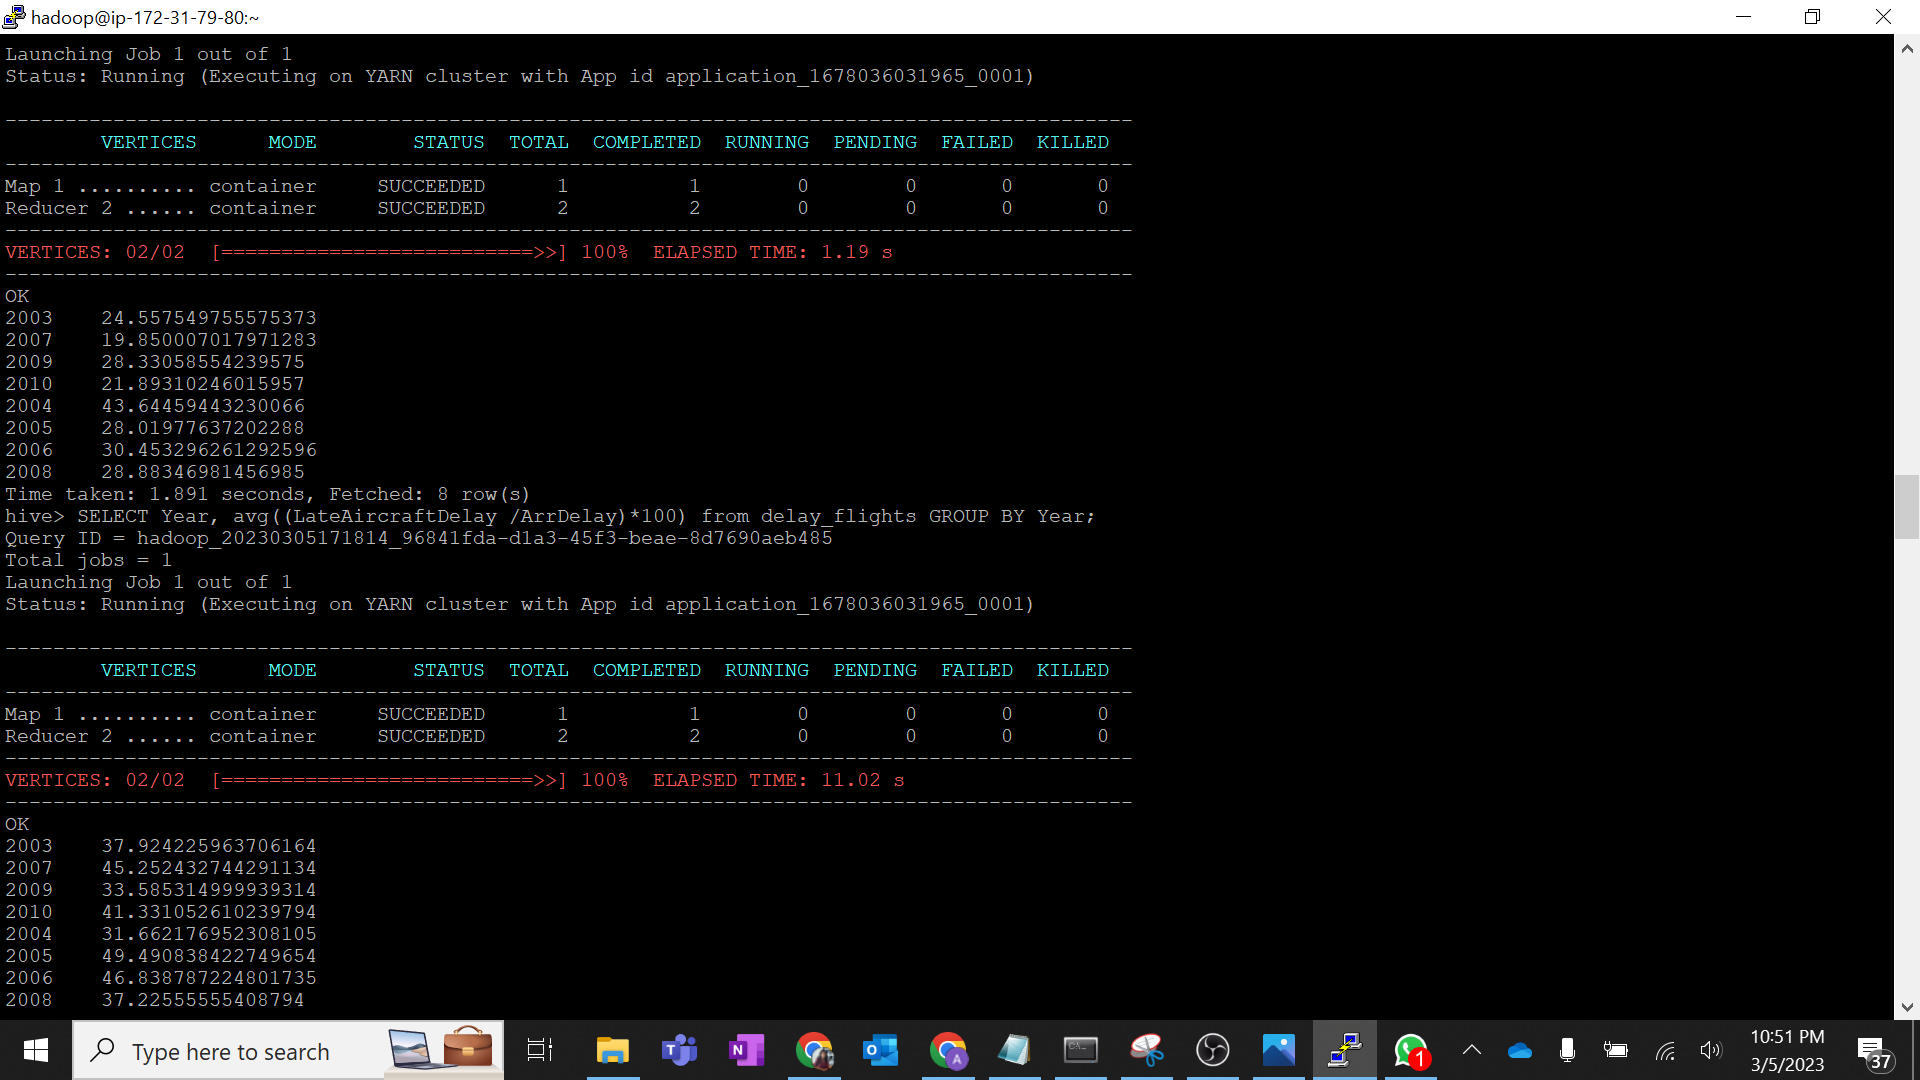 hadoop@ip-172-31-79-80:~
Launching Job 1 out of 1
Status: Running (Executing on YARN cluster with App id application_1678036031965_0001)
----------------------------------------------------------------------------------------------
        VERTICES      MODE        STATUS  TOTAL  COMPLETED  RUNNING  PENDING  FAILED  KILLED
----------------------------------------------------------------------------------------------
Map 1 .......... container     SUCCEEDED      1          1        0        0       0       0
Reducer 2 ...... container     SUCCEEDED      2          2        0        0       0       0
----------------------------------------------------------------------------------------------
VERTICES: 02/02  [==========================>>] 100%  ELAPSED TIME: 1.19 s
----------------------------------------------------------------------------------------------
OK
2003    24.557549755575373
2007    19.850007017971283
2009    28.33058554239575
2010    21.89310246015957
2004    43.64459443230066
2005    28.01977637202288
2006    30.453296261292596
2008    28.88346981456985
Time taken: 1.891 seconds, Fetched: 8 row(s)
hive> SELECT Year, avg((LateAircraftDelay /ArrDelay)*100) from delay_flights GROUP BY Year;
Query ID = hadoop_20230305171814_96841fda-d1a3-45f3-beae-8d7690aeb485
Total jobs = 1
Launching Job 1 out of 1
Status: Running (Executing on YARN cluster with App id application_1678036031965_0001)
----------------------------------------------------------------------------------------------
        VERTICES      MODE        STATUS  TOTAL  COMPLETED  RUNNING  PENDING  FAILED  KILLED
----------------------------------------------------------------------------------------------
Map 1 .......... container     SUCCEEDED      1          1        0        0       0       0
Reducer 2 ...... container     SUCCEEDED      2          2        0        0       0       0
----------------------------------------------------------------------------------------------
VERTICES: 02/02  [==========================>>] 100%  ELAPSED TIME: 11.02 s
----------------------------------------------------------------------------------------------
OK
2003    37.924225963706164
2007    45.252432744291134
2009    33.585314999939314
2010    41.331052610239794
2004    31.662176952308105
2005    49.490838422749654
2006    46.838787224801735
2008    37.22555555408794
Type here to search
1
10:51 PM
3/5/2023
37